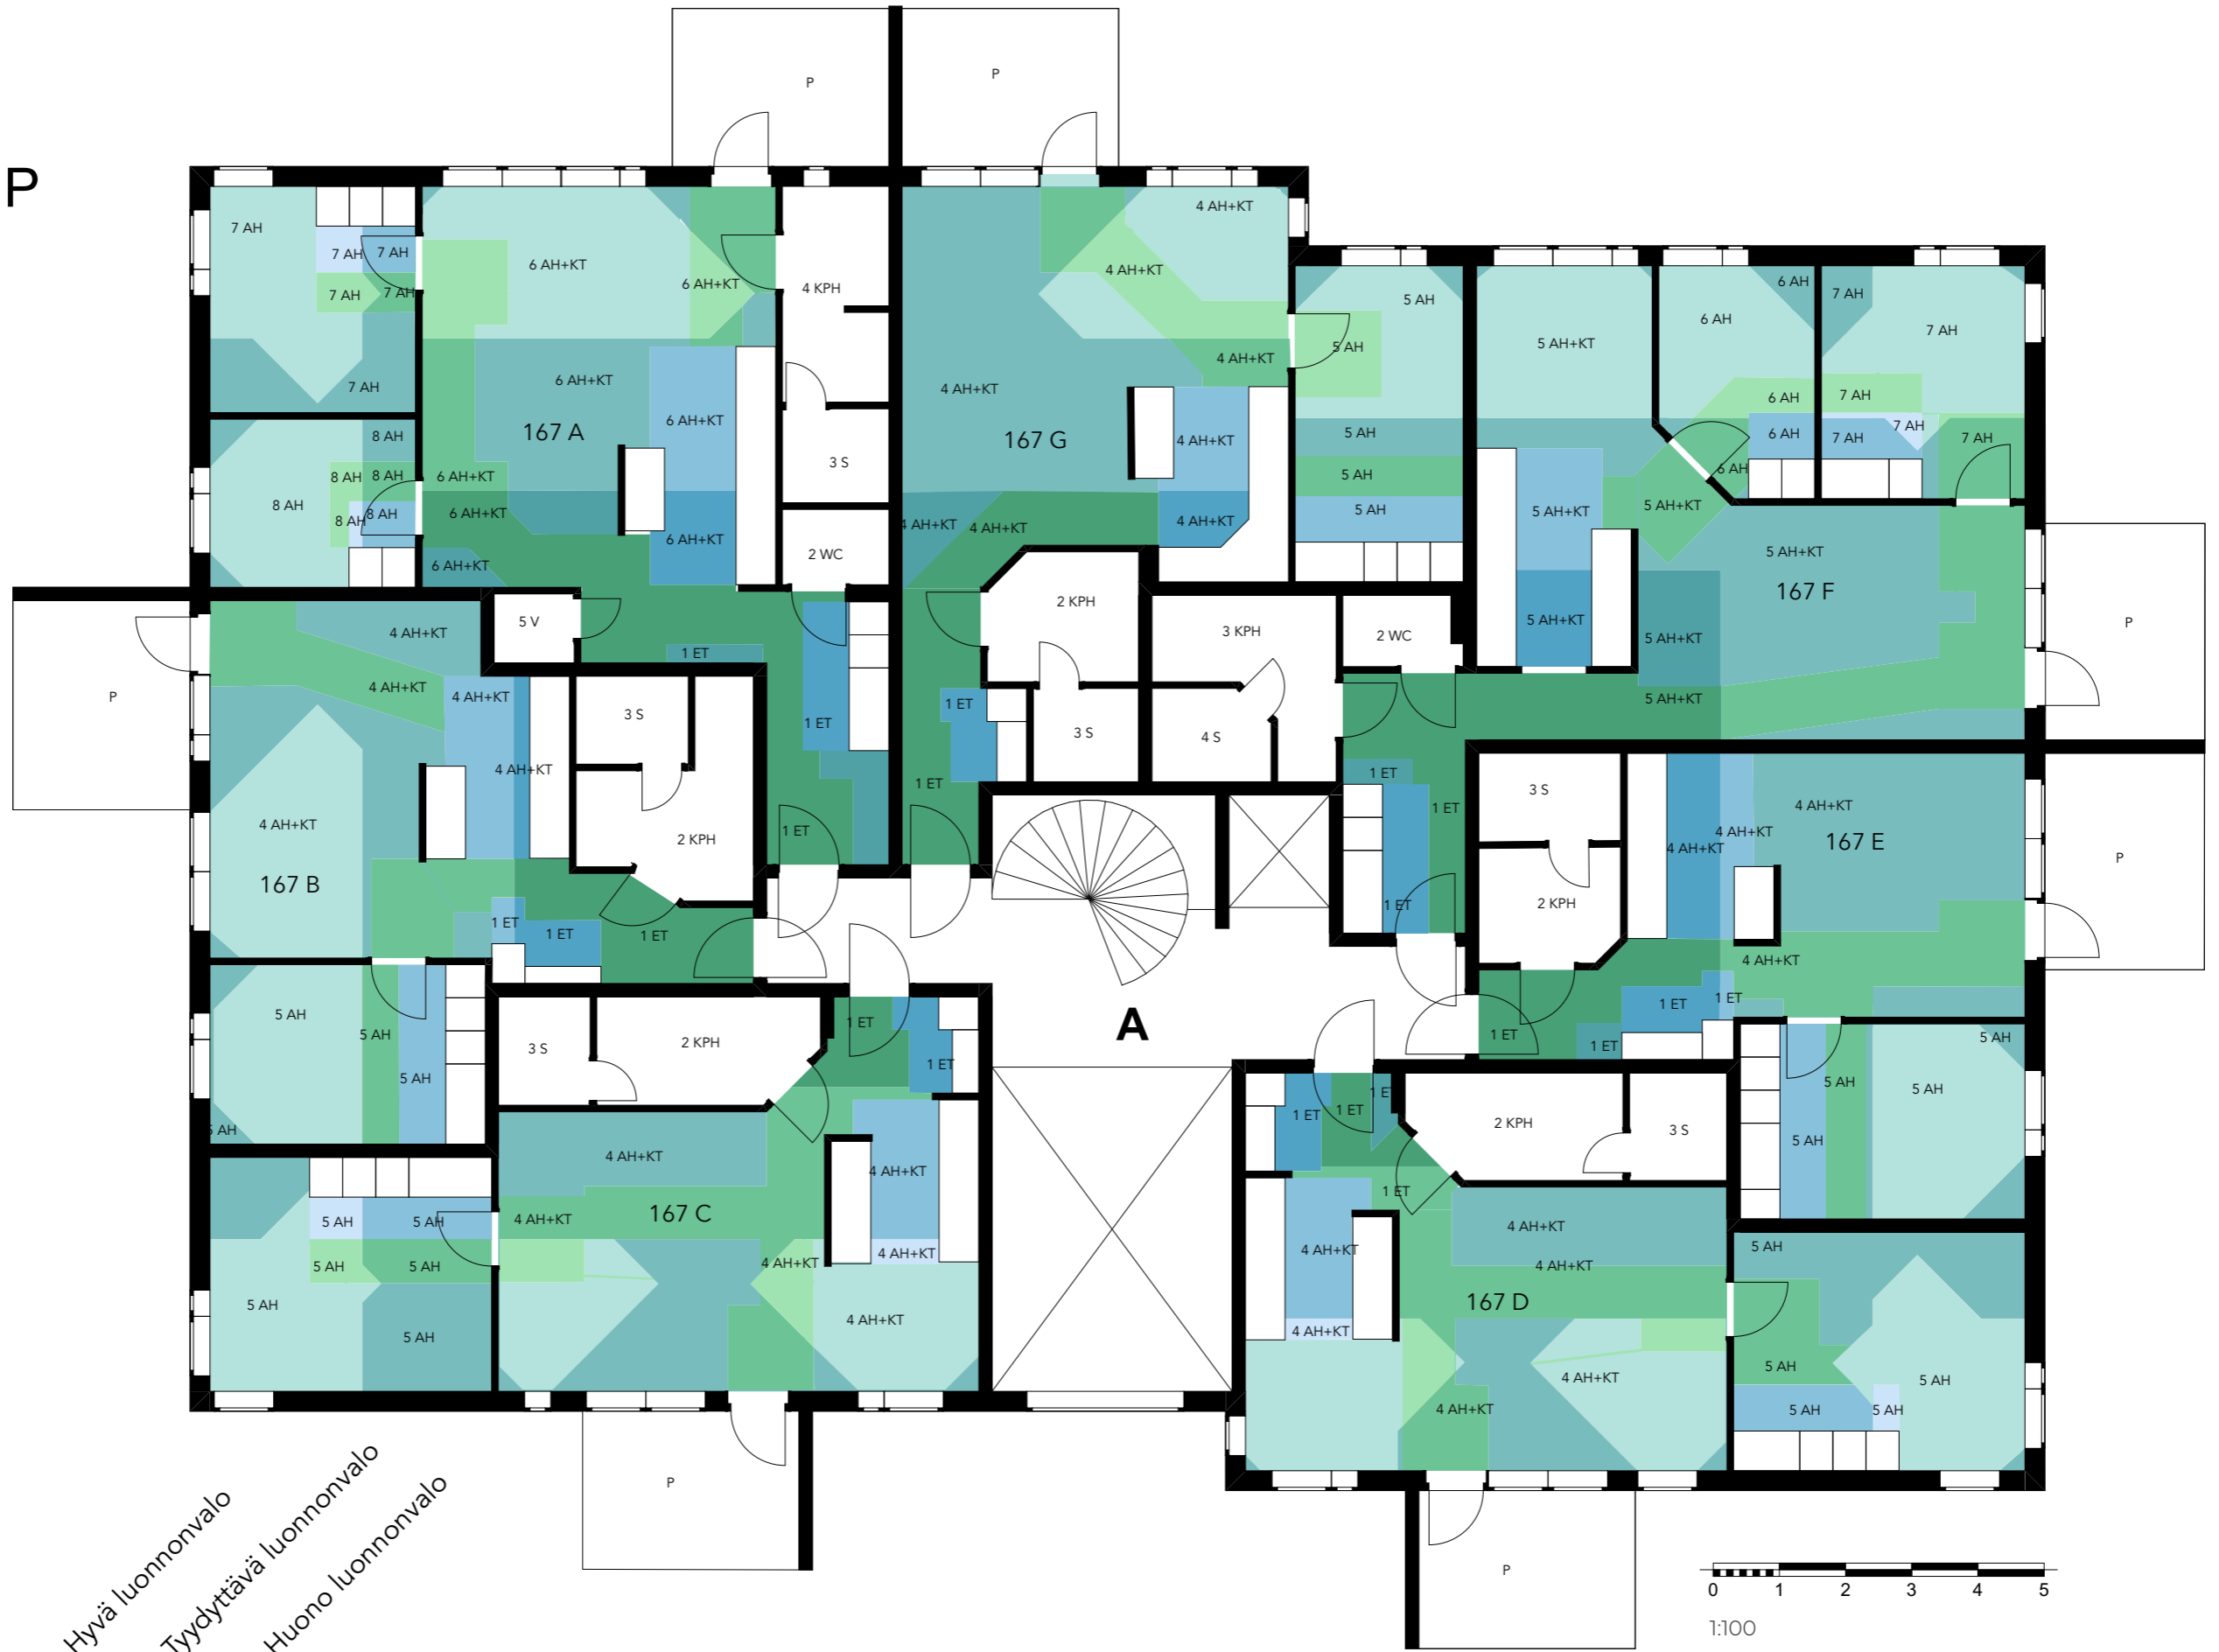 P
P
P
7 AH
7 AH
7 AH
7 AH
7 AH
7 AH
6 AH+KT
6 AH+KT
6 AH+KT
6 AH+KT
167 A
6 AH+KT
6 AH+KT
6 AH+KT
6 AH+KT
4 KPH
3 S
2 WC
8 AH
8 AH
8 AH
8 AH
8 AH
8 AH
5 V
1 ET
1 ET
1 ET
4 AH+KT
4 AH+KT
4 AH+KT
4 AH+KT
167 G
4 AH+KT
4 AH+KT
4 AH+KT
4 AH+KT
2 KPH
3 S
1 ET
1 ET
5 AH
5 AH
5 AH
5 AH
5 AH
5 AH+KT
5 AH+KT
5 AH+KT
5 AH+KT
5 AH+KT
167 F
5 AH+KT
5 AH+KT
6 AH
6 AH
6 AH
6 AH
6 AH
7 AH
7 AH
7 AH
7 AH
7 AH
7 AH
3 KPH
2 WC
4 S
1 ET
1 ET
1 ET
P
P
4 AH+KT
4 AH+KT
4 AH+KT
4 AH+KT
4 AH+KT
167 B
3 S
2 KPH
1 ET
1 ET
1 ET
5 AH
5 AH
5 AH
5 AH
3 S
2 KPH
4 AH+KT
4 AH+KT
4 AH+KT
167 E
4 AH+KT
1 ET
1 ET
1 ET
1 ET
5 AH
5 AH
5 AH
5 AH
P
A
3 S
2 KPH
1 ET
1 ET
4 AH+KT
4 AH+KT
167 C
4 AH+KT
4 AH+KT
4 AH+KT
4 AH+KT
5 AH
5 AH
5 AH
5 AH
5 AH
5 AH
P
1 ET
1 ET
1 ET
1 ET
2 KPH
3 S
4 AH+KT
4 AH+KT
4 AH+KT
167 D
4 AH+KT
4 AH+KT
4 AH+KT
5 AH
5 AH
5 AH
5 AH
5 AH
P
Hyvä luonnonvalo
Tyydyttävä luonnonvalo
Huono luonnonvalo
0 1 2 3 4 5
1:100